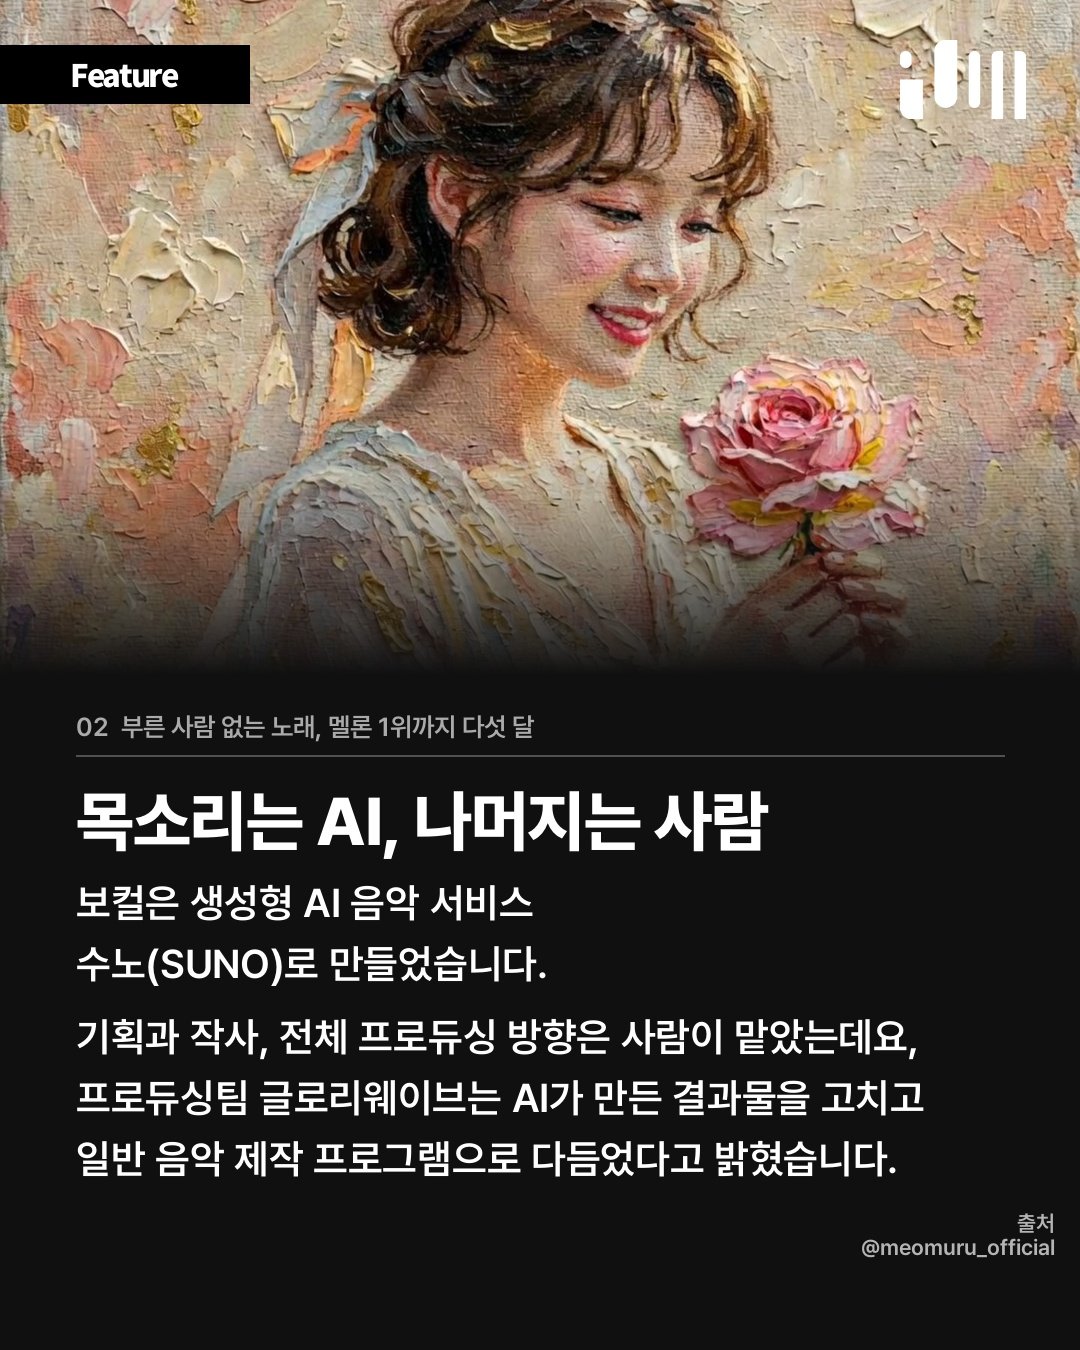 Feature
02 부른 사람 없는 노래, 멜론 1위까지 다섯 달
목소리는 AI, 나머지는 사람
보컬은 생성형 AI 음악 서비스
수노(SUNO)로 만들었습니다.
기획과 작사, 전체 프로듀싱 방향은 사람이 맡았는데요,
프로듀싱팀 글로리웨이브는 AI가 만든 결과물을 고치고
일반 음악 제작 프로그램으로 다듬었다고 밝혔습니다.
출처
@meomuru_official